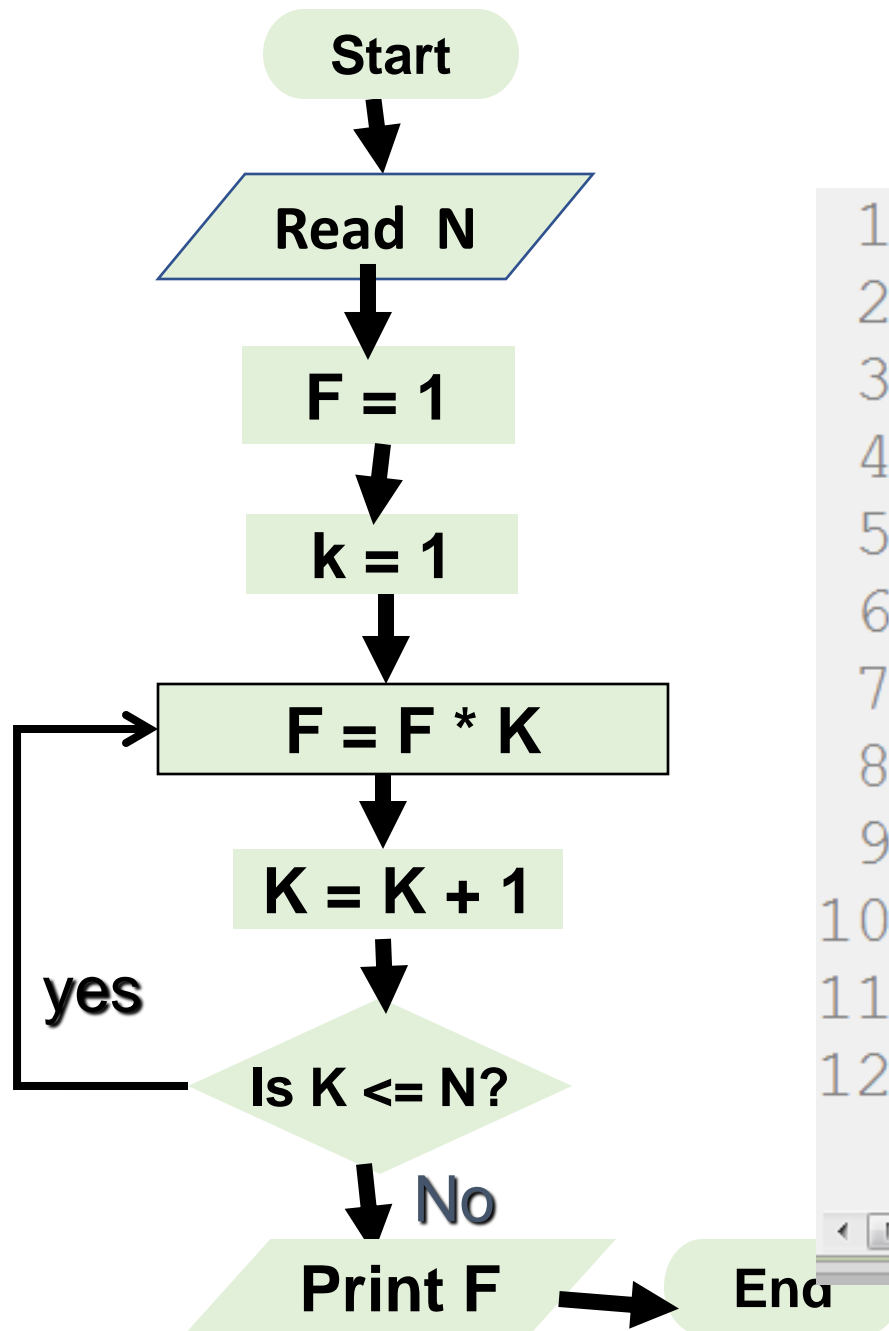 Start
Read N
F = 1
k = 1
F = F * K
K = K + 1
yes
Is K <= N?
No
Print F
End
1
2
3
4
5
6
7
8
9
10
11
12